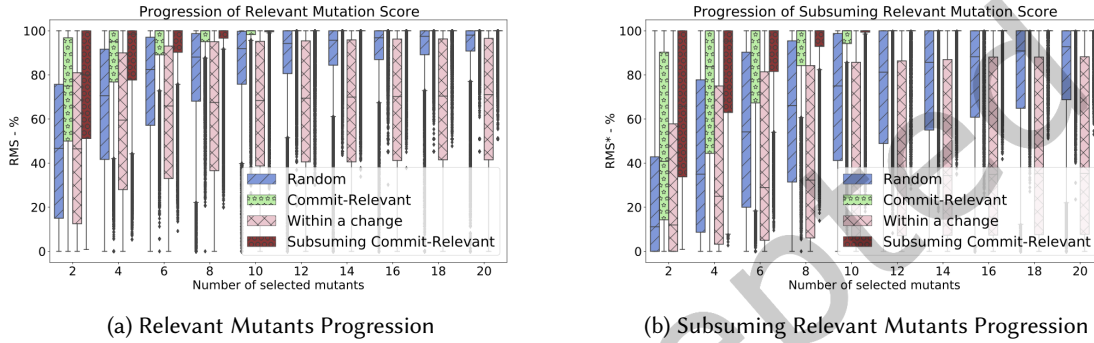 Progression of Relevant Mutation Score
100
80
60
40
20
0
RMS - %
Random
Commit-Relevant
Within a change
Subsuming Commit-Relevant
2 4 6 8 10 12 14 16 18 20
Number of selected mutants
(a) Relevant Mutants Progression
Progression of Subsuming Relevant Mutation Score
100
80
60
40
20
0
RMS* - %
Random
Commit-Relevant
Within a change
Subsuming Commit-Relevant
2 4 6 8 10 12 14 16 18 20
Number of selected mutants
(b) Subsuming Relevant Mutants Progression